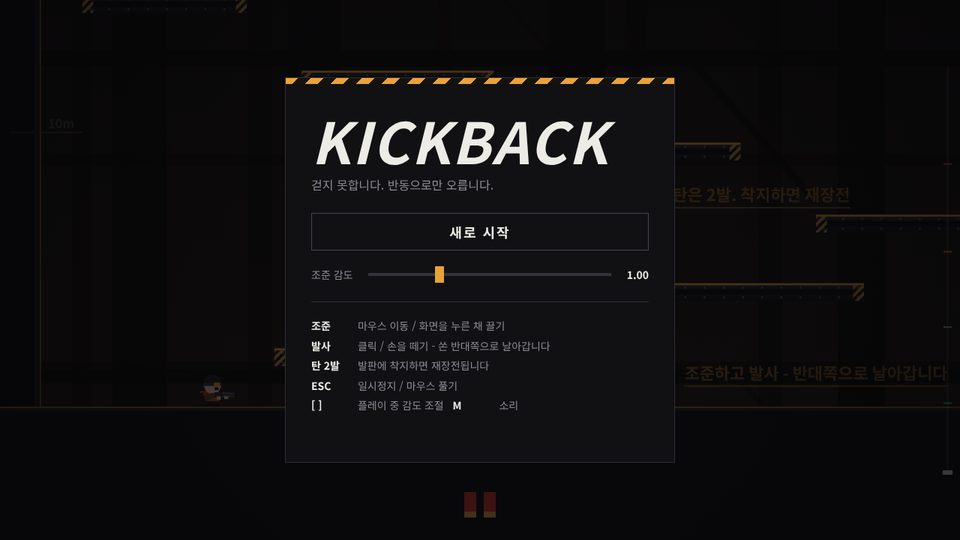 10m
KICKBACK
걷지 못합니다. 반동으로만 오릅니다.
탄은 2발. 착지하면 재장전
새로 시작
조준 감도 1.00
조준 마우스 이동 / 화면을 누른 채 끌기
발사 클릭 / 손을 떼기 - 쏜 반대쪽으로 날아갑니다
탄 2발 발판에 착지하면 재장전됩니다
조준하고 발사 - 반대쪽으로 날아갑니다
ESC 일시정지 / 마우스 풀기
[ ] 플레이 중 감도 조절 M 소리